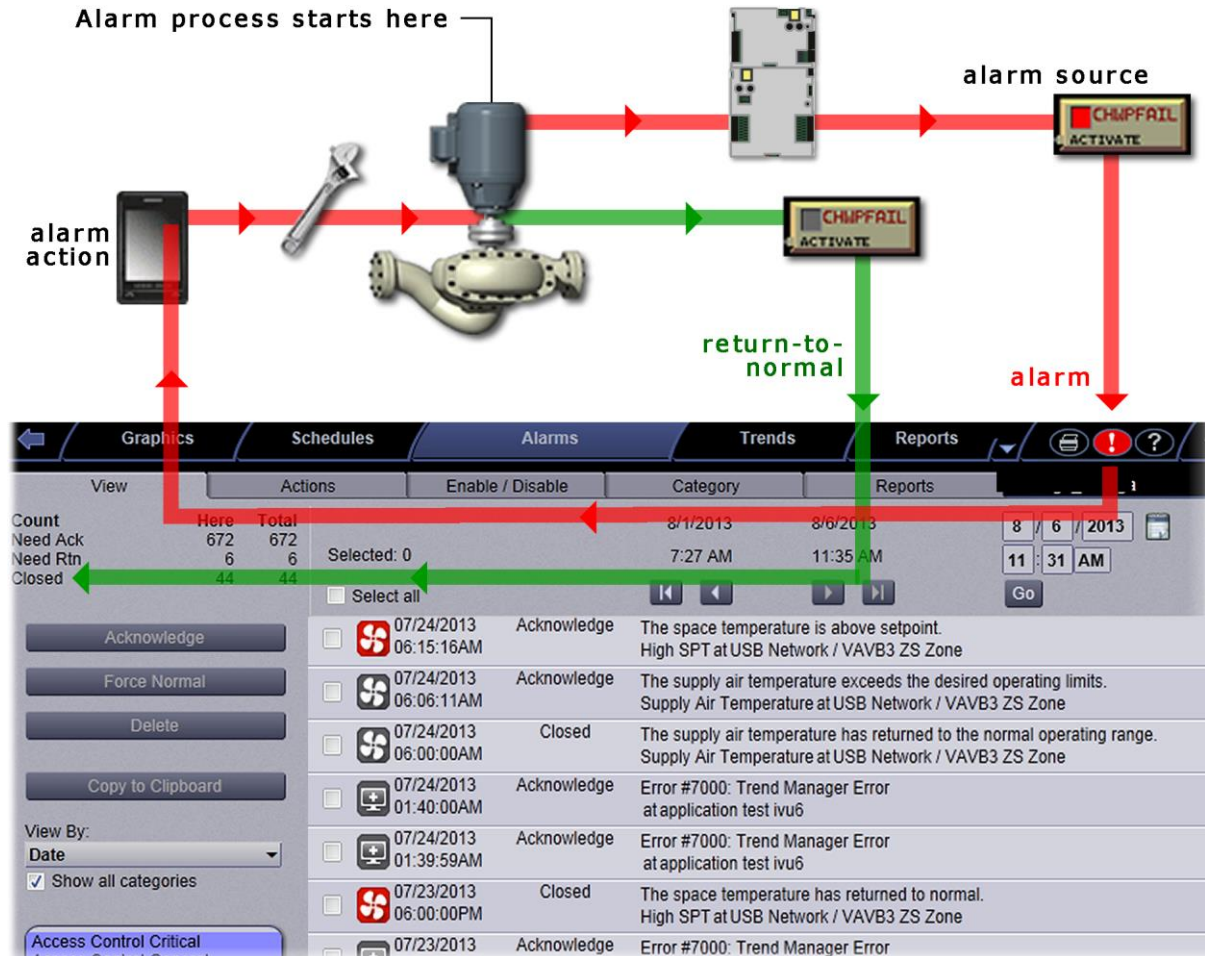 Alarm process starts here
alarm source
CHWPFAIL
ACTIVATE
alarm
action
CHWPFAIL
ACTIVATE
return-to-
normal
alarm
Graphics Schedules Alarms Trends Reports ! ?
View Actions Enable / Disable Category Reports
Count Here Total
Need Ack 672 672
Need Rtn 6 6
Closed 44 44
Selected: 0
Select all
8/1/2013 8/6/2013
7:27 AM 11:35 AM
8 / 6 / 2013
11 : 31 AM
Go
Acknowledge
Force Normal
Delete
Copy to Clipboard
View By:
Date
Show all categories
Access Control Critical
07/24/2013 Acknowledge The space temperature is above setpoint.
06:15:16AM High SPT at USB Network / VAVB3 ZS Zone
07/24/2013 Acknowledge The supply air temperature exceeds the desired operating limits.
06:06:11AM Supply Air Temperature at USB Network / VAVB3 ZS Zone
07/24/2013 Closed The supply air temperature has returned to the normal operating range.
06:00:00AM Supply Air Temperature at USB Network / VAVB3 ZS Zone
07/24/2013 Acknowledge Error #7000: Trend Manager Error
01:40:00AM at application test ivu6
07/24/2013 Acknowledge Error #7000: Trend Manager Error
01:39:59AM at application test ivu6
07/23/2013 Closed The space temperature has returned to normal.
06:00:00PM High SPT at USB Network / VAVB3 ZS Zone
07/23/2013 Acknowledge Error #7000: Trend Manager Error